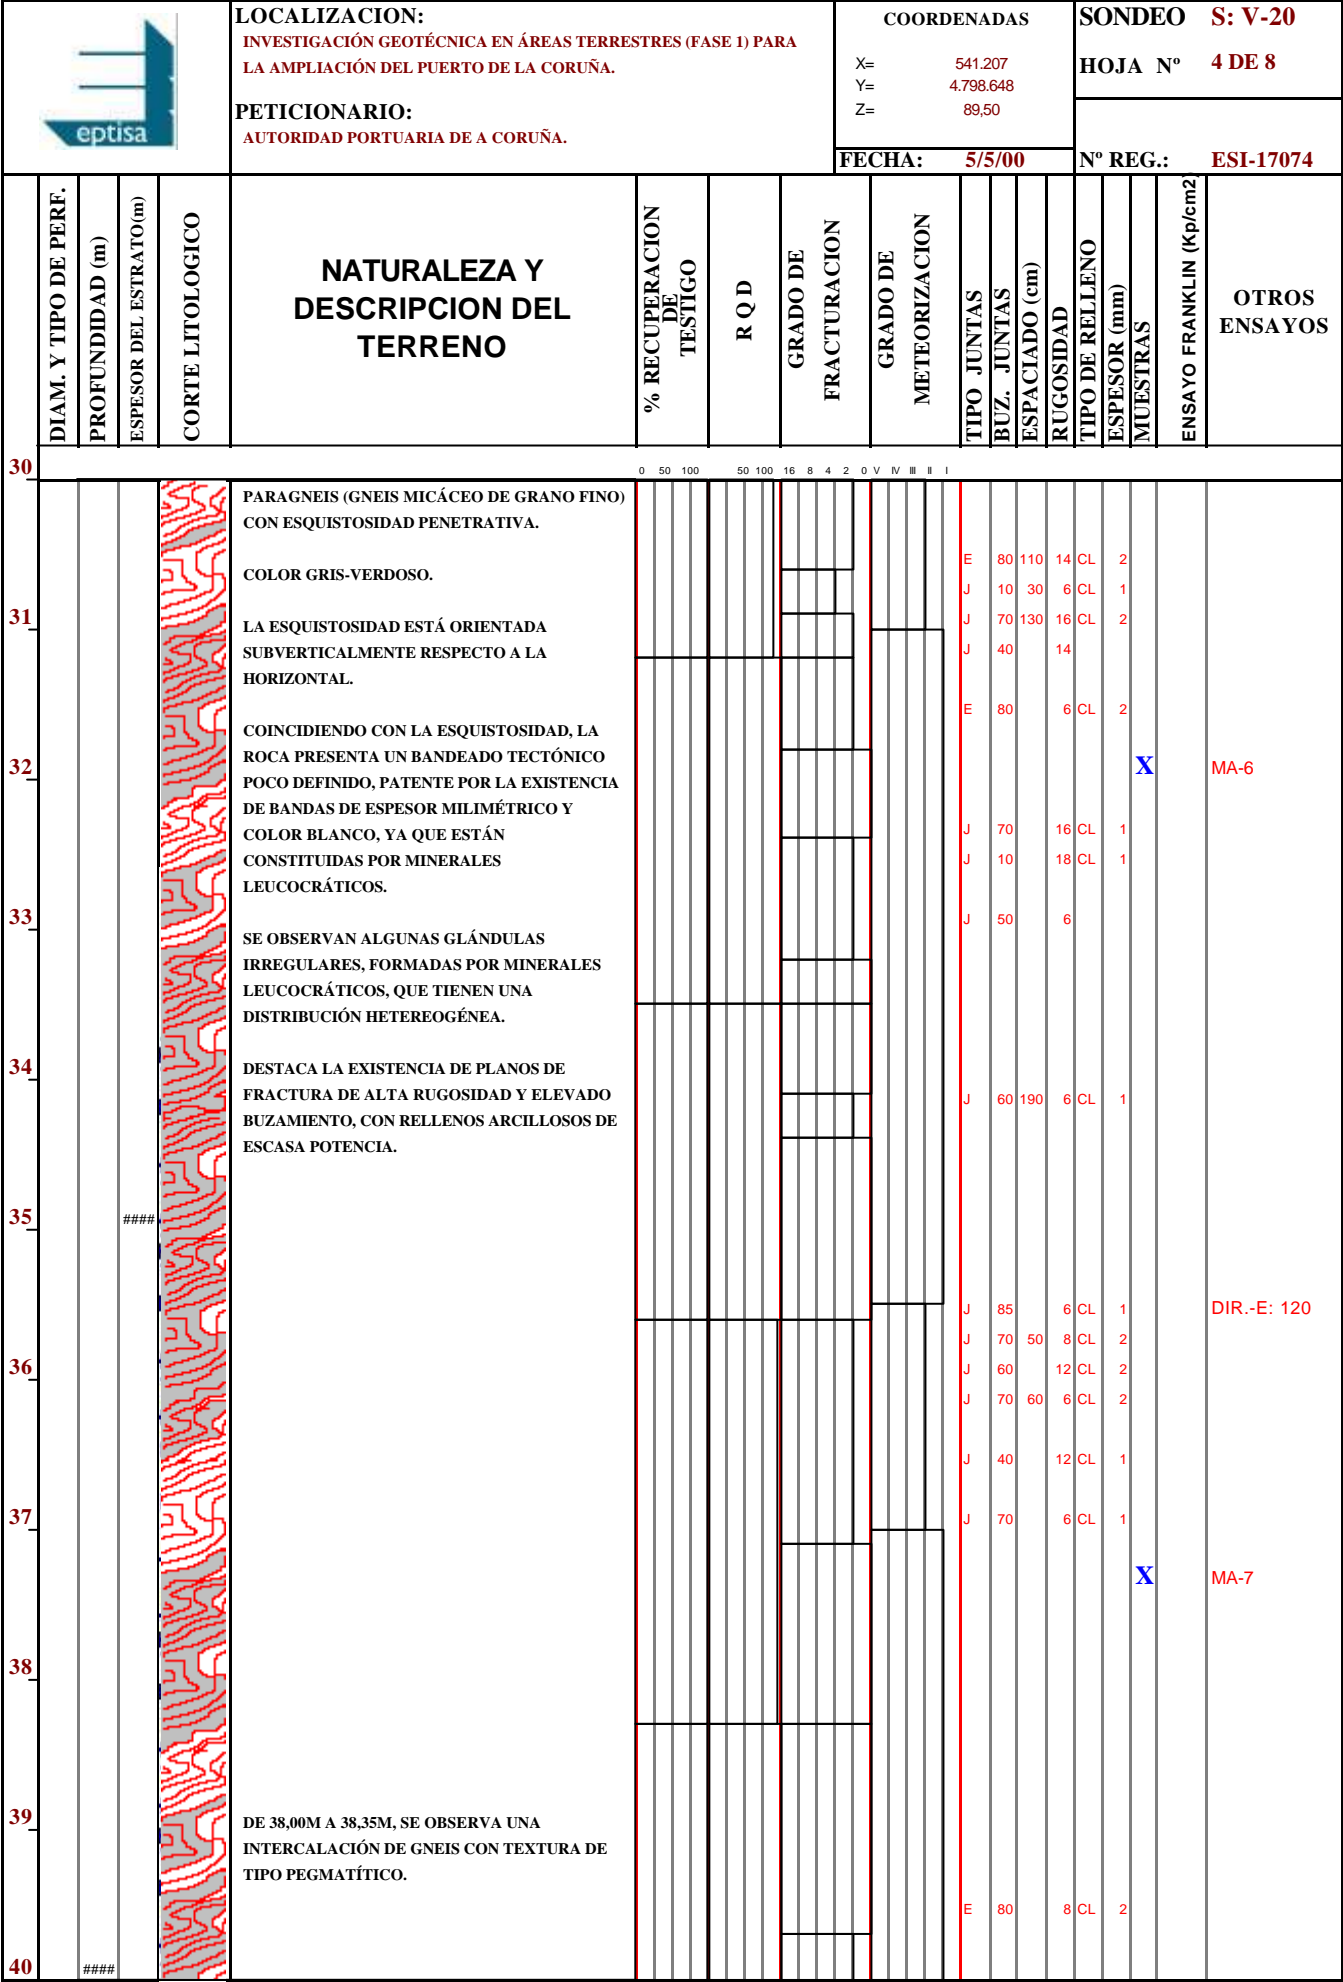 eptisa
LOCALIZACION:
INVESTIGACIÓN GEOTÉCNICA EN ÁREAS TERRESTRES (FASE 1) PARA
LA AMPLIACIÓN DEL PUERTO DE LA CORUÑA.
PETICIONARIO:
AUTORIDAD PORTUARIA DE A CORUÑA.
COORDENADAS
X= 541.207
Y= 4.798.648
Z= 89,50
FECHA: 5/5/00
SONDEO S: V-20
HOJA Nº 4 DE 8
Nº REG.: ESI-17074
DIAM. Y TIPO DE PERF.
PROFUNDIDAD (m)
ESPESOR DEL ESTRATO(m)
CORTE LITOLOGICO
NATURALEZA Y
DESCRIPCION DEL
TERRENO
% RECUPERACION
DE
TESTIGO
R Q D
GRADO DE
FRACTURACION
GRADO DE
METEORIZACION
TIPO JUNTAS
BUZ. JUNTAS
ESPACIADO (cm)
RUGOSIDAD
TIPO DE RELLENO
ESPESOR (mm)
MUESTRAS
ENSAYO FRANKLIN (Kp/cm2)
OTROS
ENSAYOS
30
0 50 100 50 100 16 8 4 2 0 V IV III II I
PARAGNEIS (GNEIS MICÁCEO DE GRANO FINO)
CON ESQUISTOSIDAD PENETRATIVA.
E 80 110 14 CL 2
COLOR GRIS-VERDOSO.
J 10 30 6 CL 1
31
J 70 130 16 CL 2
LA ESQUISTOSIDAD ESTÁ ORIENTADA
SUBVERTICALMENTE RESPECTO A LA
J 40 14
HORIZONTAL.
E 80 6 CL 2
COINCIDIENDO CON LA ESQUISTOSIDAD, LA
ROCA PRESENTA UN BANDEADO TECTÓNICO
32
X MA-6
POCO DEFINIDO, PATENTE POR LA EXISTENCIA
DE BANDAS DE ESPESOR MILIMÉTRICO Y
COLOR BLANCO, YA QUE ESTÁN
J 70 16 CL 1
CONSTITUIDAS POR MINERALES
J 10 18 CL 1
LEUCOCRÁTICOS.
33
J 50 6
SE OBSERVAN ALGUNAS GLÁNDULAS
IRREGULARES, FORMADAS POR MINERALES
LEUCOCRÁTICOS, QUE TIENEN UNA
DISTRIBUCIÓN HETEREOGÉNEA.
34
DESTACA LA EXISTENCIA DE PLANOS DE
FRACTURA DE ALTA RUGOSIDAD Y ELEVADO
J 60 190 6 CL 1
BUZAMIENTO, CON RELLENOS ARCILLOSOS DE
ESCASA POTENCIA.
35
####
J 85 6 CL 1 DIR.-E: 120
J 70 50 8 CL 2
36
J 60 12 CL 2
J 70 60 6 CL 2
J 40 12 CL 1
37
J 70 6 CL 1
X MA-7
38
39
DE 38,00M A 38,35M, SE OBSERVA UNA
INTERCALACIÓN DE GNEIS CON TEXTURA DE
TIPO PEGMATÍTICO.
E 80 8 CL 2
40
####